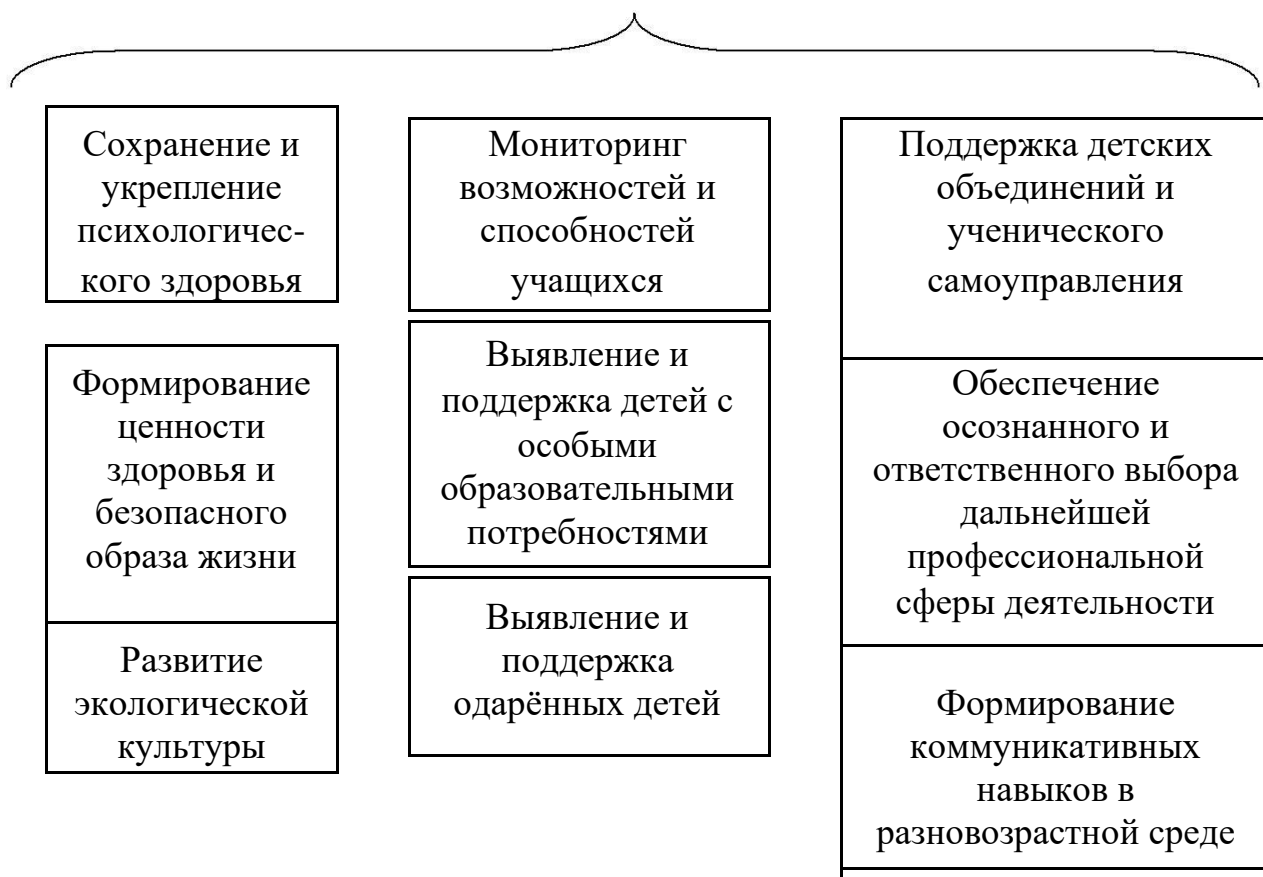 Сохранение и
укрепление
психологичес-
кого здоровья
Формирование
ценности
здоровья и
безопасного
образа жизни
Развитие
экологической
культуры
Мониторинг
возможностей и
способностей
учащихся
Выявление и
поддержка детей с
особыми
образовательными
потребностями
Выявление и
поддержка
одарённых детей
Поддержка детских
объединений и
ученического
самоуправления
Обеспечение
осознанного и
ответственного выбора
дальнейшей
профессиональной
сферы деятельности
Формирование
коммуникативных
навыков в
разновозрастной среде